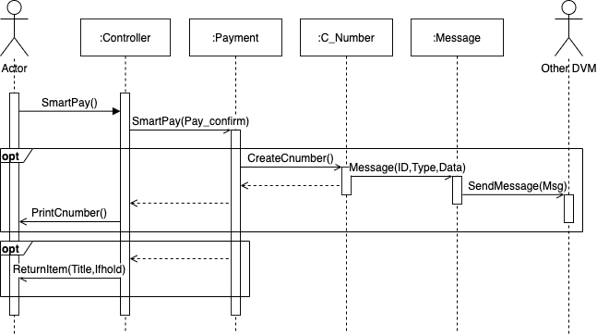 :Controller
:Payment
:C_Number
:Message
Actor
Other DVM
SmartPay()
SmartPay(Pay_confirm)
opt
CreateCnumber()
Message(ID,Type,Data)
SendMessage(Msg)
PrintCnumber()
opt
ReturnItem(Title,Ifhold)